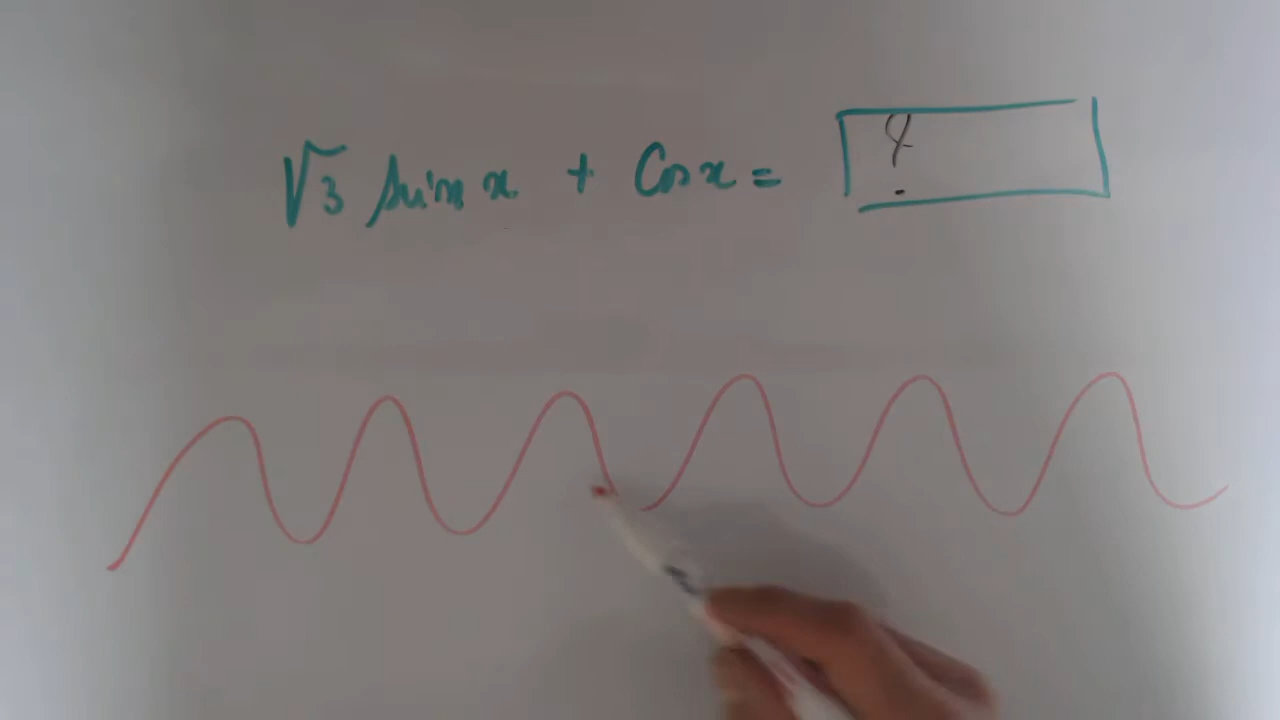 √3 sin x + Cos x = ?